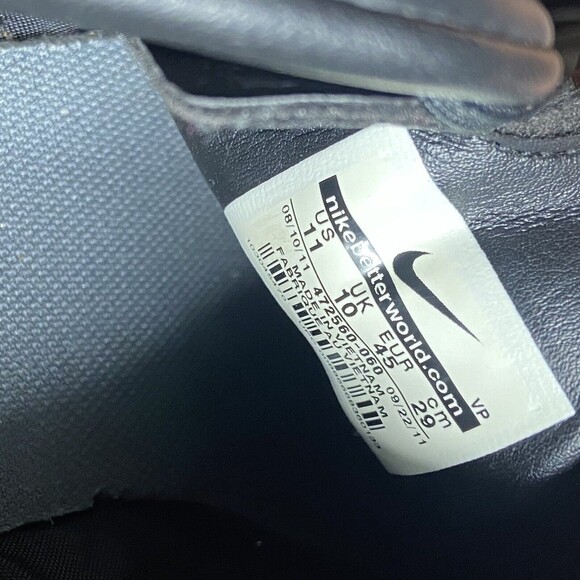 nikebetterworld.com
US UK EUR cm
11 10 45 29
08/10/11 472560-060 09/22/11
MADE IN VIETNAM
FABRIQUE AU VIETNAM
VP